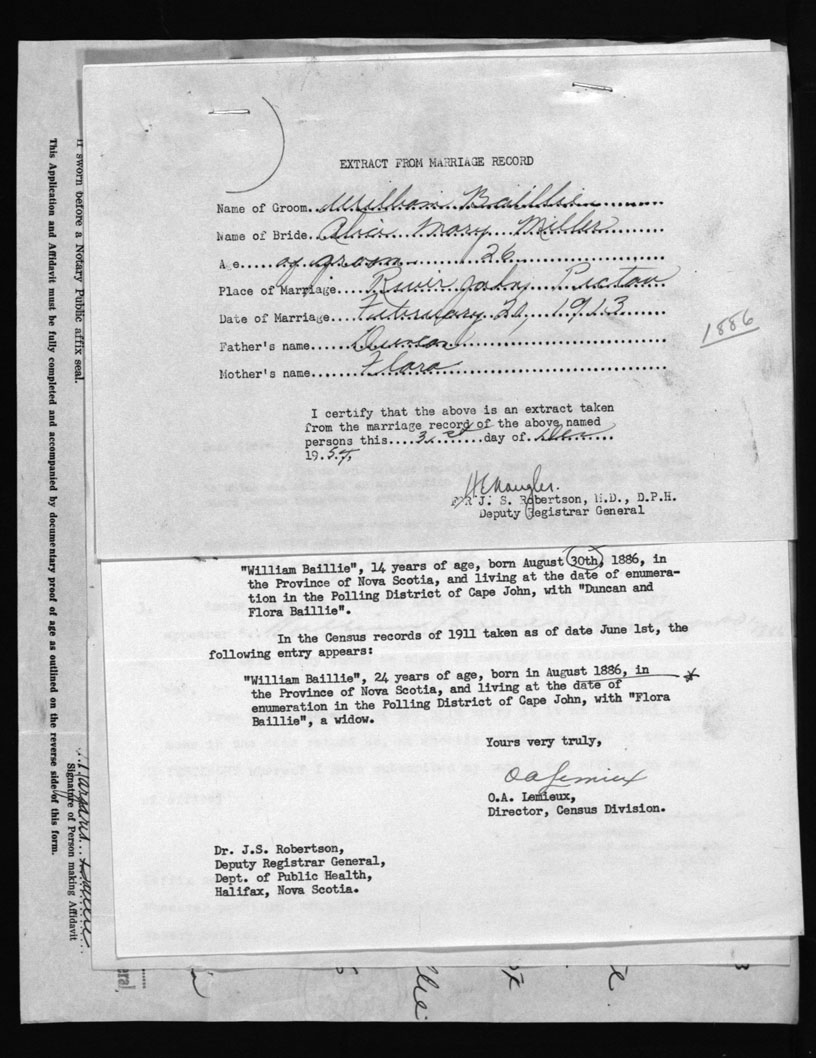 EXTRACT FROM MARRIAGE RECORD
Name of Groom..William Baillie
Name of Bride.Alice Mary Miller
A e.....of groom 26
Place of Marriage....River John, Pictou
Date of Marriage....February 21, 1913
Father's name.....Duncan
Mother's name......Flora
1886
I certify that the above is an extract taken
from the marriage record of the above named
persons this....31st....day of.
19.54.
J. S. Robertson, M.D., D.P.H.
Deputy Registrar General
"William Baillie", 14 years of age, born August 30th, 1886, in
the Province of Nova Scotia, and living at the date of enumera-
tion in the Polling District of Cape John, with "Duncan and
Flora Baillie".
In the Census records of 1911 taken as of date June 1st, the
following entry appears:
"William Baillie", 24 years of age, born in August 1886, in
the Province of Nova Scotia, and living at the date of
enumeration in the Polling District of Cape John, with "Flora
Baillie", a widow.
Yours very truly,
O A Lemieux
O.A. Lemieux,
Director, Census Division.
Dr. J.S. Robertson,
Deputy Registrar General,
Dept. of Public Health,
Halifax, Nova Scotia.
If sworn before a Notary Public affix seal.
This Application and Affidavit must be fully completed and accompanied by documentary proof of age as outlined on the reverse side of this form.
Signature of Person making Affidavit